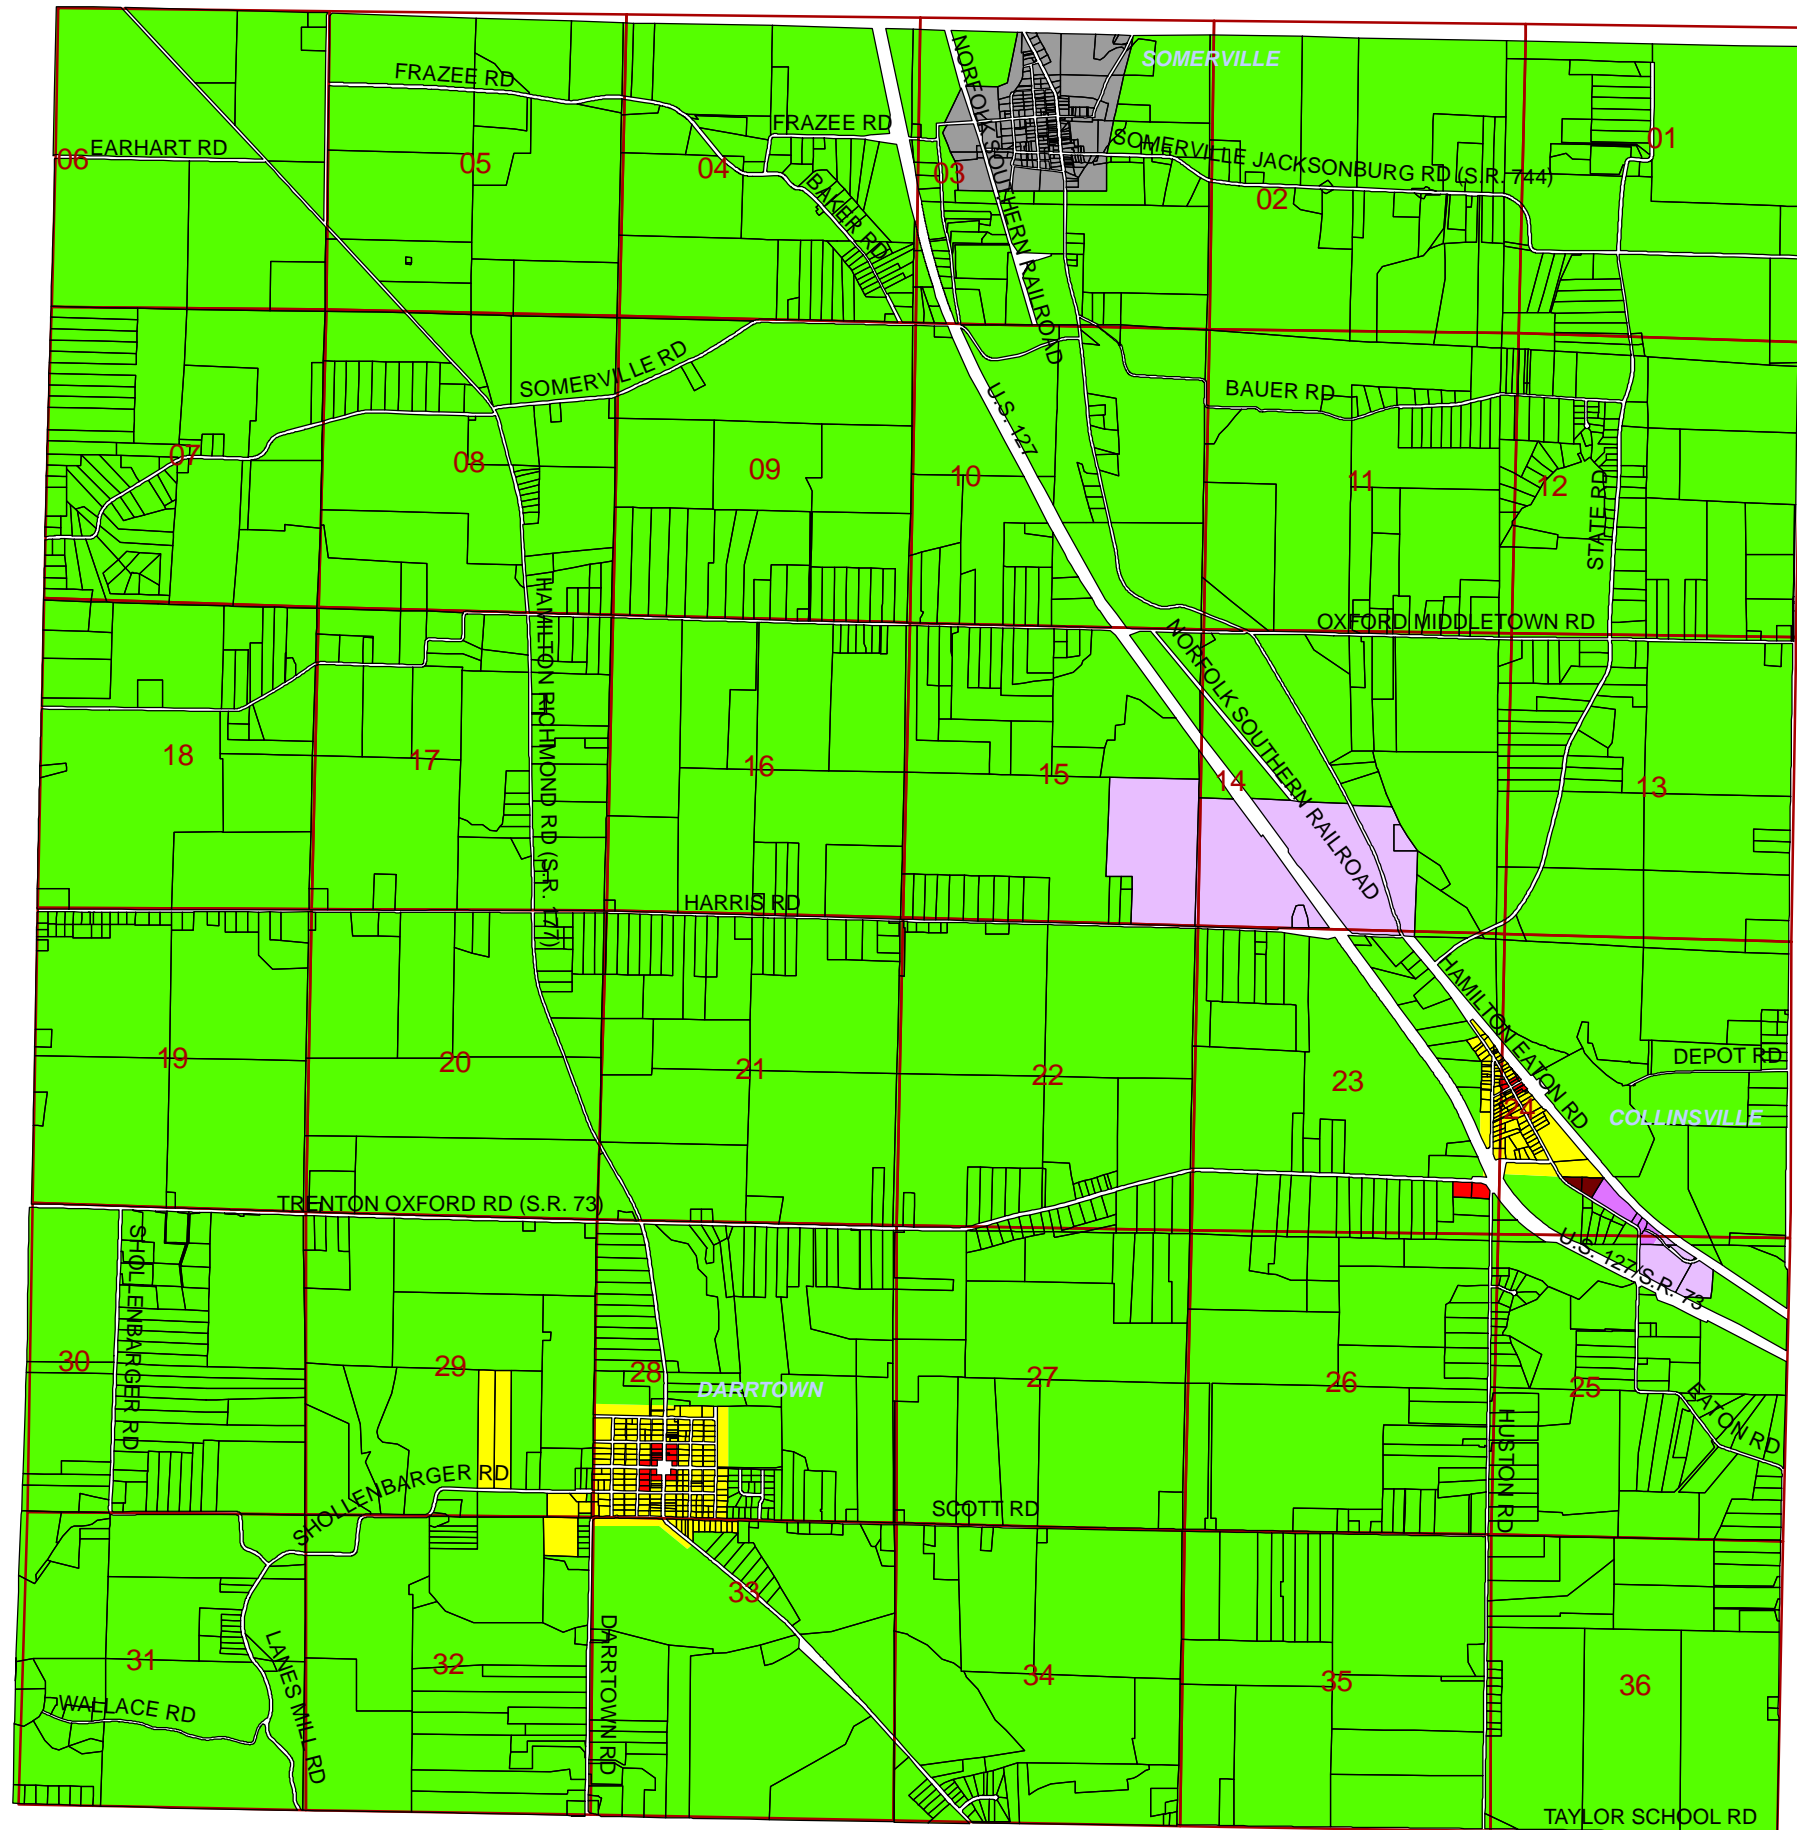 SOMERVILLE
FRAZEE RD
FRAZEE RD
NORFOLK SOUTHERN RAILROAD
EARHART RD
06
05
04
03
SOMERVILLE JACKSONBURG RD (S.R. 744)
02
01
BAKER RD
SOMERVILLE RD
U.S. 127
BAUER RD
07
08
09
10
11
12
STATE RD
HAMILTON RICHMOND RD (S.R. 177)
OXFORD MIDDLETOWN RD
NORFOLK SOUTHERN RAILROAD
18
17
16
15
14
13
HARRIS RD
HAMILTON EATON RD
19
20
21
22
23
24
DEPOT RD
COLLINSVILLE
TRENTON OXFORD RD (S.R. 73)
U.S. 127/S.R. 73
SHOLLENBARGER RD
30
29
28
DARRTOWN
27
26
25
EATON RD
HUSTON RD
SHOLLENBARGER RD
SCOTT RD
33
31
32
34
35
36
LANES MILL RD
WALLACE RD
DARRTOWN RD
TAYLOR SCHOOL RD